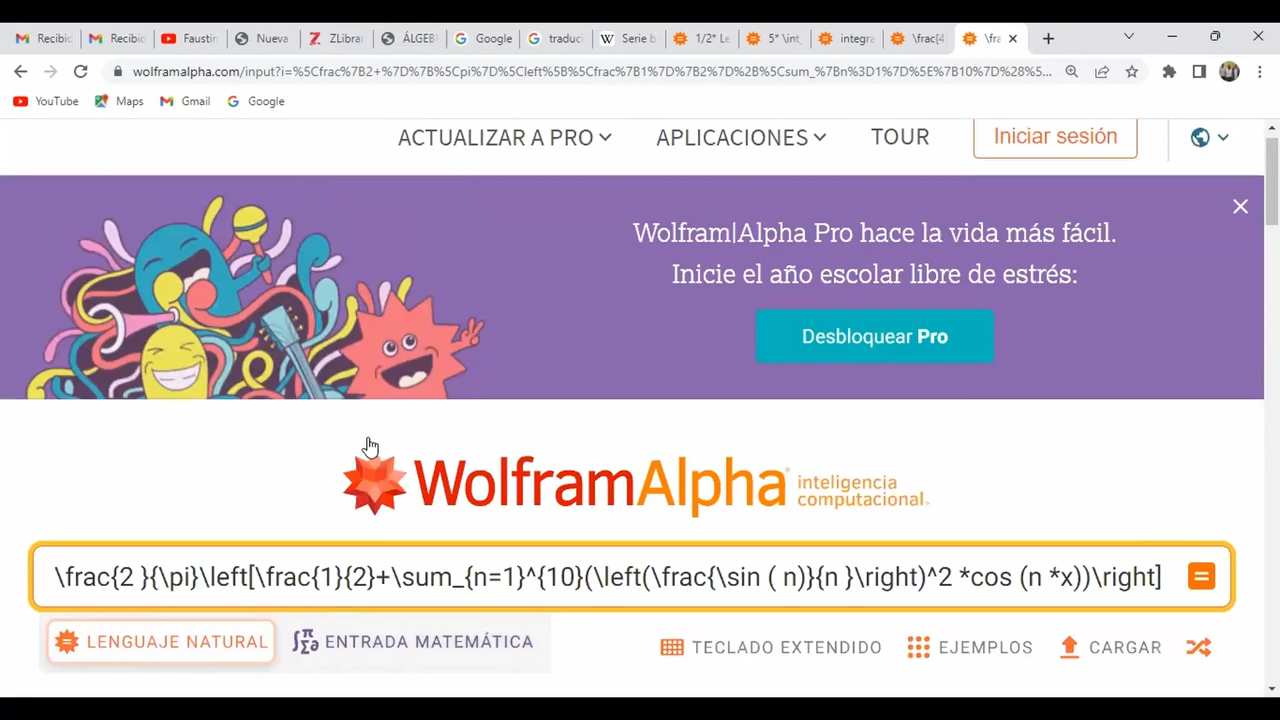 Recibic
Recibid
Faustin
Nueva
ZLibrar
ÁLGEB
Google
traduci
Serie b
1/2* Le
5* \int_
integra
\frac{4
\fra
wolframalpha.com/input?i=%5Cfrac%7B2+%7D%7B%5Cpi%7D%5Cleft%5B%5Cfrac%7B1%7D%7B2%7D%2B%5Csum_%7Bn%3D1%7D%5E%7B10%7D%28%5...
YouTube
Maps
Gmail
Google
ACTUALIZAR A PRO
APLICACIONES
TOUR
Iniciar sesión
Wolfram|Alpha Pro hace la vida más fácil.
Inicie el año escolar libre de estrés:
Desbloquear Pro
WolframAlpha inteligencia computacional.
\frac{2 }{\pi}\left[\frac{1}{2}+\sum_{n=1}^{10}(\left(\frac{\sin ( n)}{n }\right)^2 *cos (n *x))\right]
LENGUAJE NATURAL
ENTRADA MATEMÁTICA
TECLADO EXTENDIDO
EJEMPLOS
CARGAR